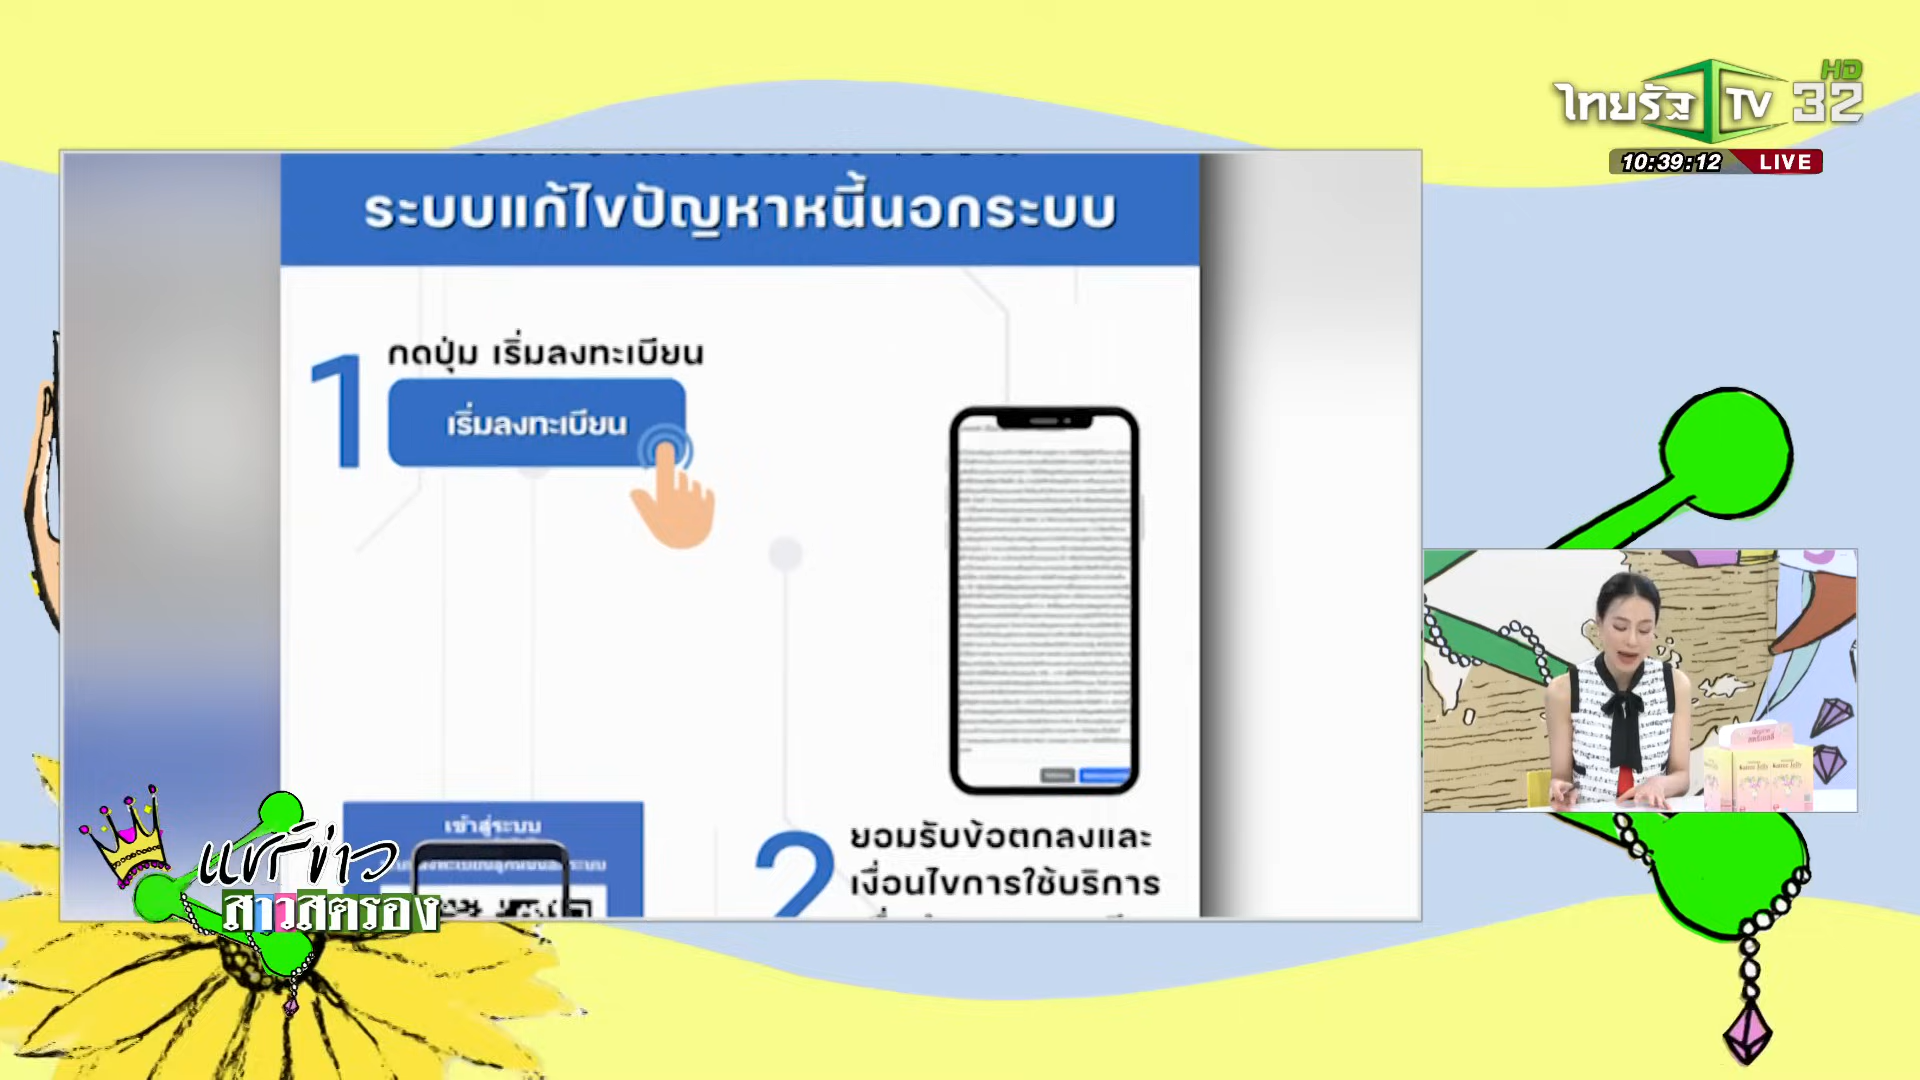 ไทยรัฐ TV HD 32
10:39:12 LIVE
ระบบแก้ไขปัญหาหนี้นอกระบบ
1 กดปุ่ม เริ่มลงทะเบียน
เริ่มลงทะเบียน
เข้าสู่ระบบ
2 ยอมรับข้อตกลงและ
เงื่อนไขการใช้บริการ
แชร์ข่าว
สาวสตรอง